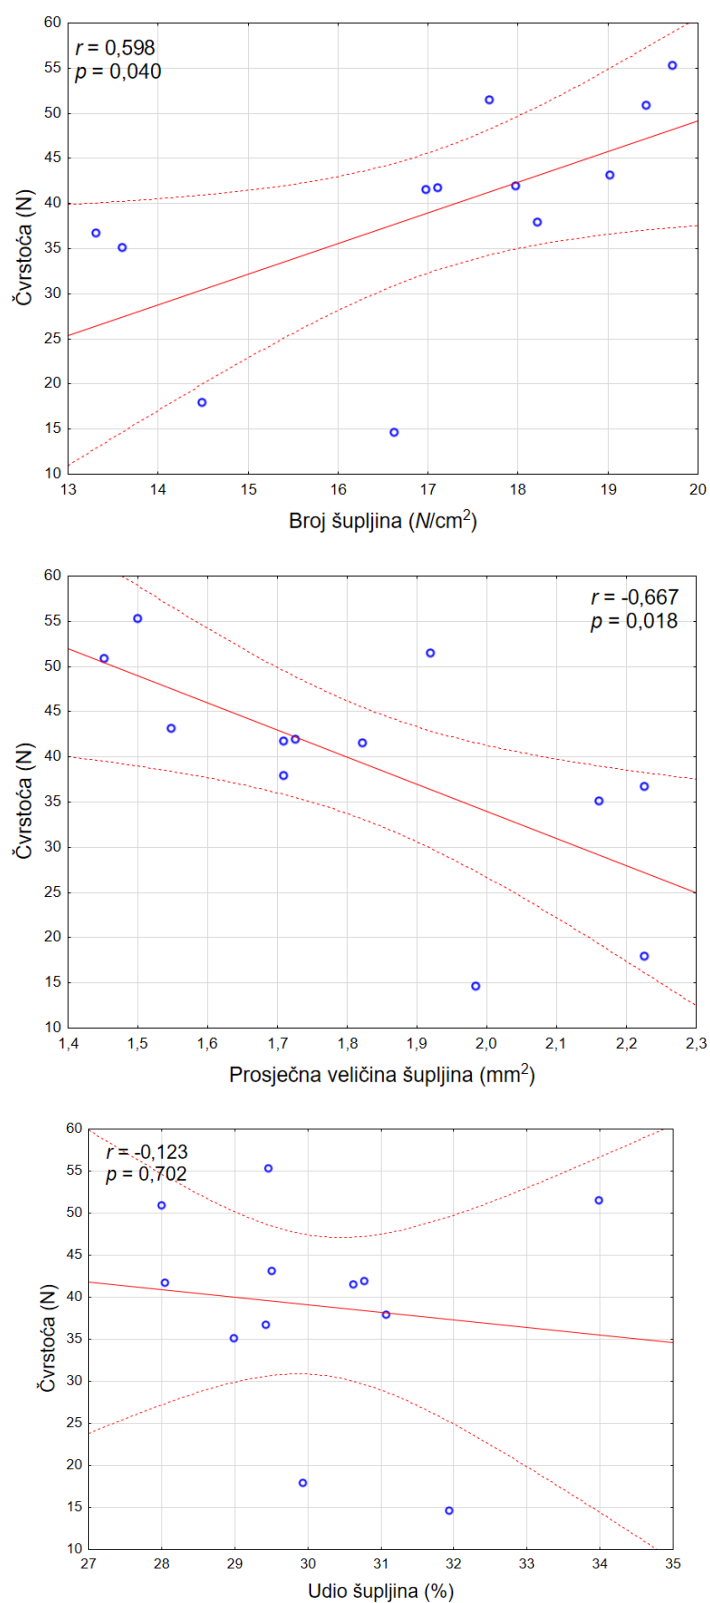 r = 0,598
p = 0,040
60
55
50
45
40
35
30
25
20
15
10
Čvrstoća (N)
13 14 15 16 17 18 19 20
Broj šupljina (N/cm²)
r = -0,667
p = 0,018
60
55
50
45
40
35
30
25
20
15
10
Čvrstoća (N)
1,4 1,5 1,6 1,7 1,8 1,9 2,0 2,1 2,2 2,3
Prosječna veličina šupljina (mm²)
r = -0,123
p = 0,702
60
55
50
45
40
35
30
25
20
15
10
Čvrstoća (N)
27 28 29 30 31 32 33 34 35
Udio šupljina (%)